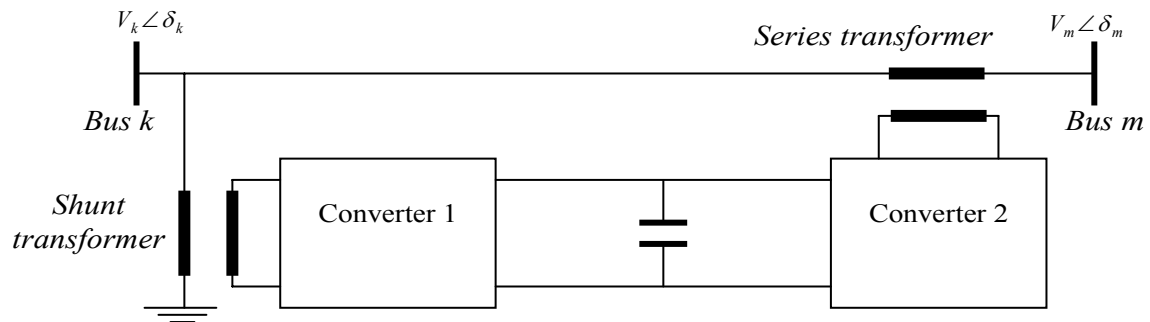 V_k∠δ_k
V_m∠δ_m
Series transformer
Bus k
Bus m
Shunt
transformer
Converter 1
Converter 2